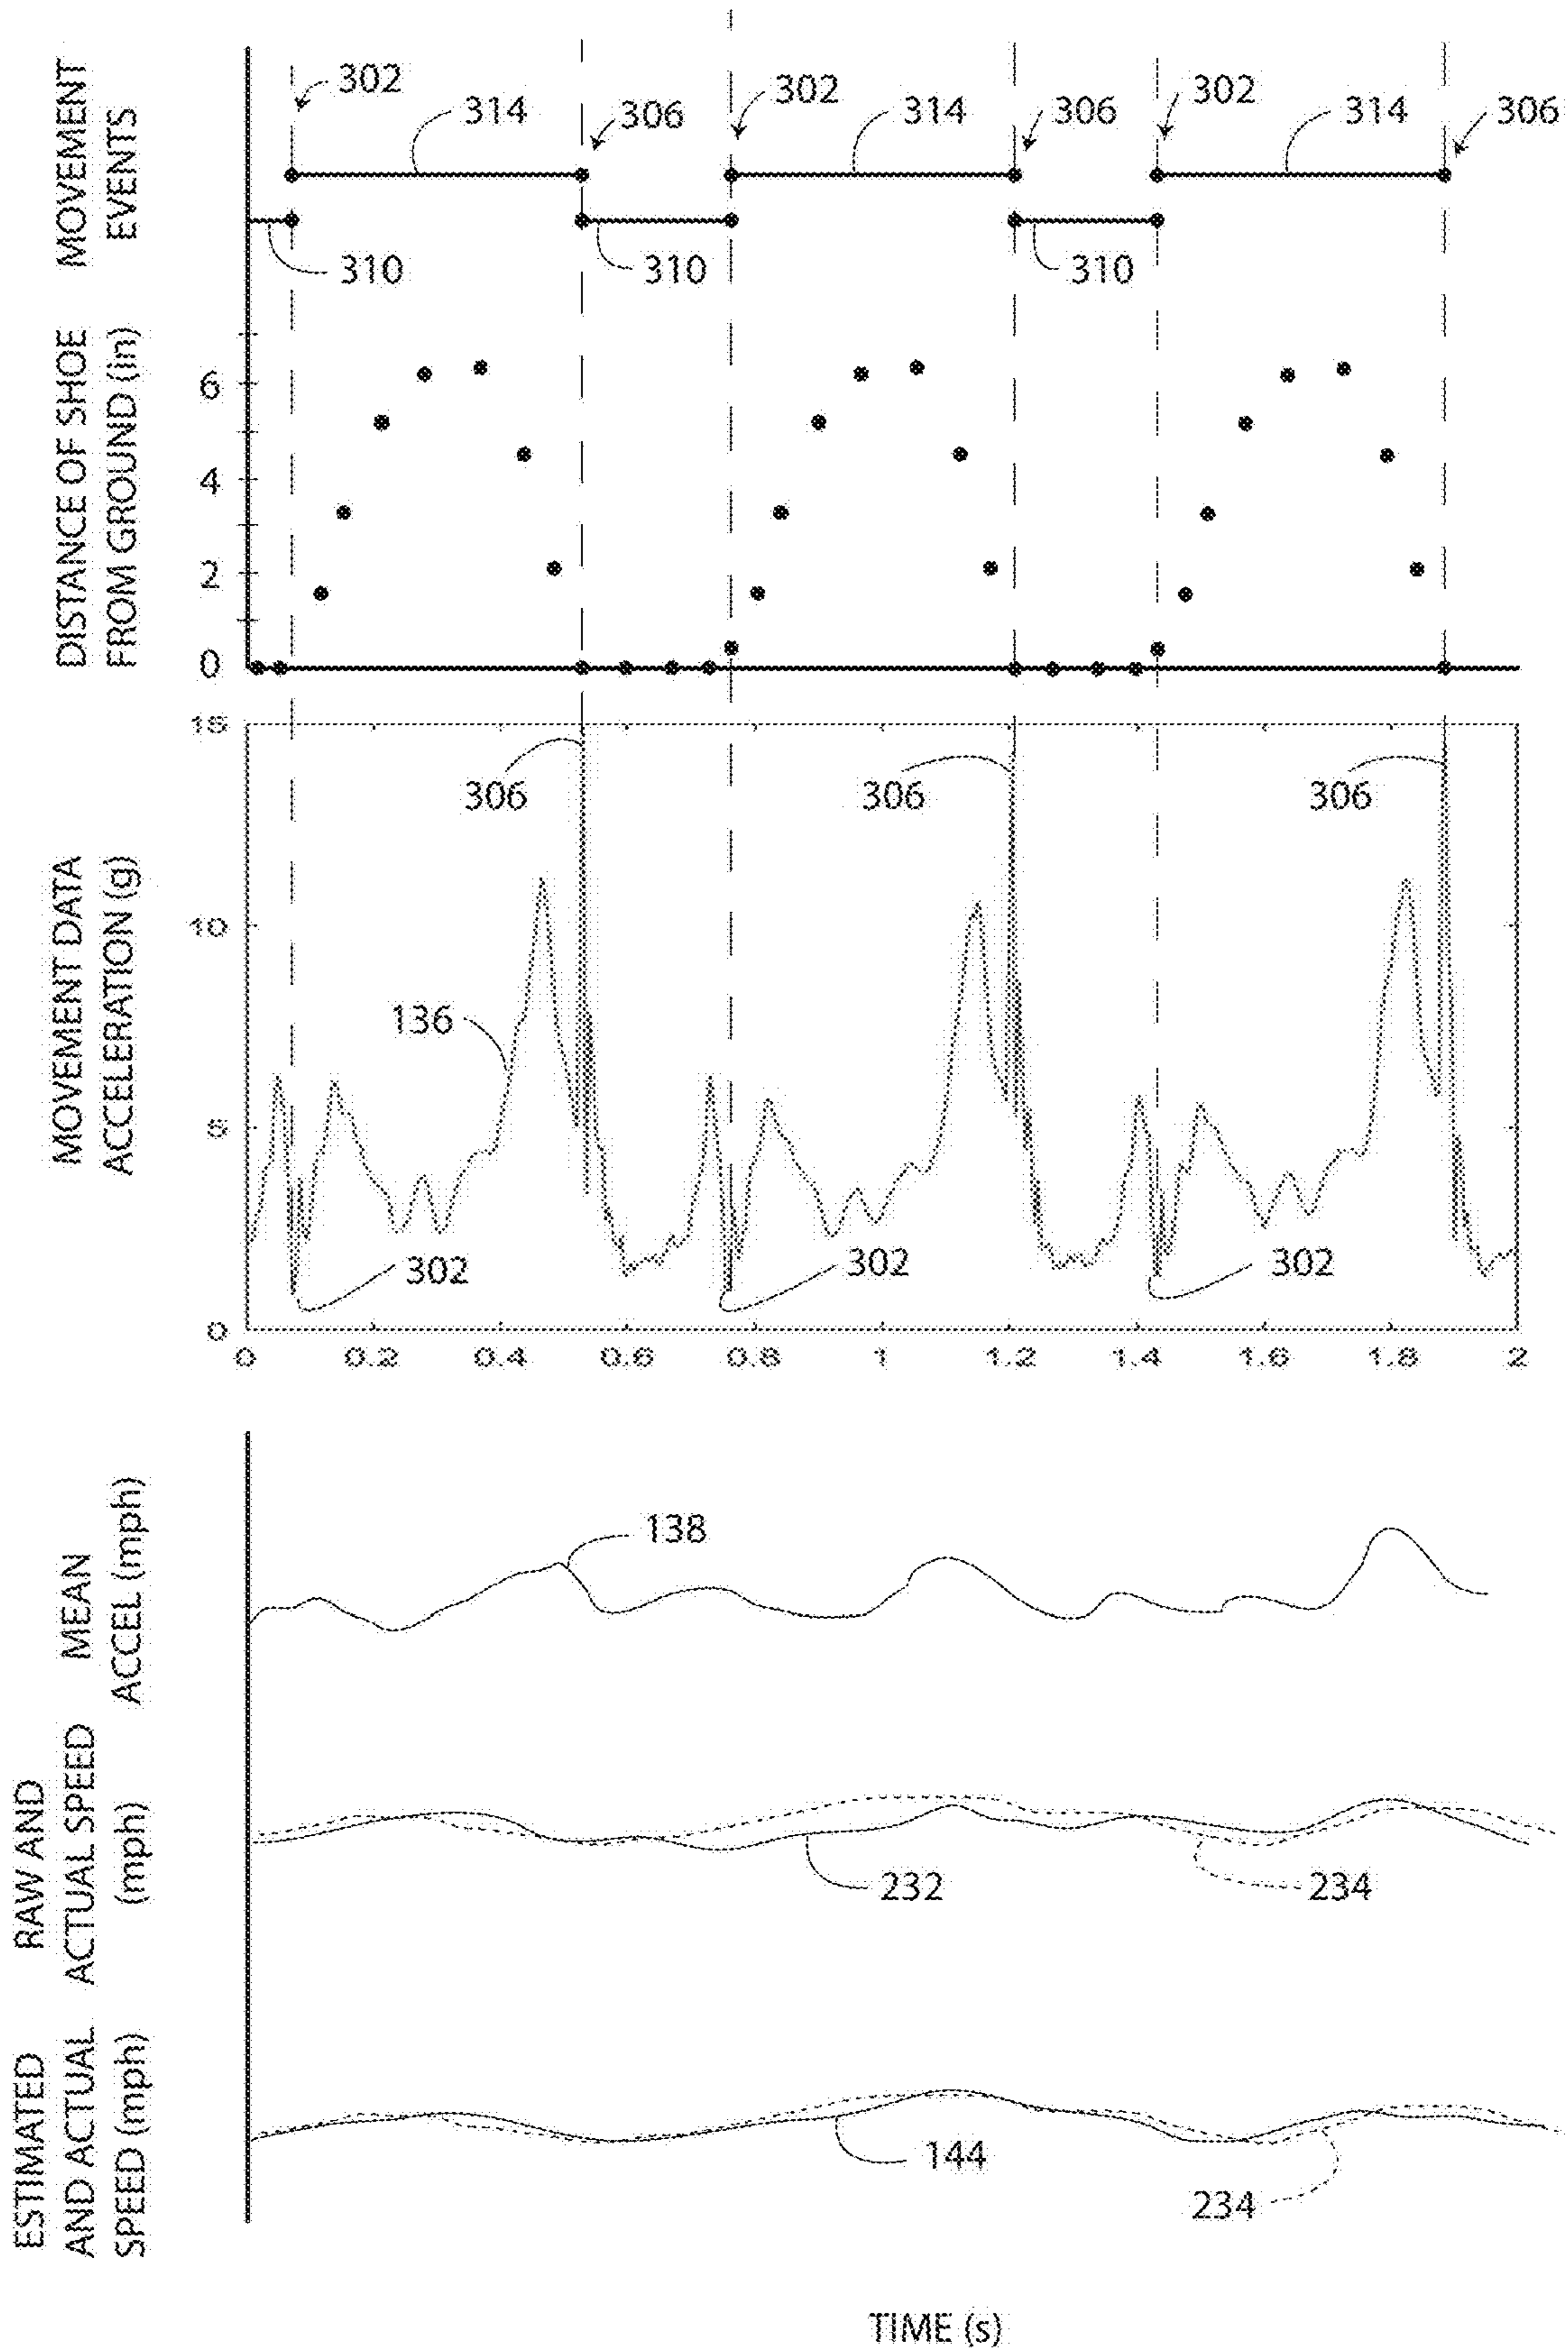 MOVEMENT
EVENTS
302
314
306
302
314
306
302
314
306
310
310
310
DISTANCE OF SHOE
FROM GROUND (in)
6
4
2
0
MOVEMENT DATA
ACCELERATION (g)
15
10
5
0
306
306
306
136
302
302
302
0 0.2 0.4 0.6 0.8 1 1.2 1.4 1.6 1.8 2
MEAN
ACCEL (mph)
138
RAW AND
ACTUAL SPEED
(mph)
232
234
ESTIMATED
AND ACTUAL
SPEED (mph)
144
234
TIME (s)